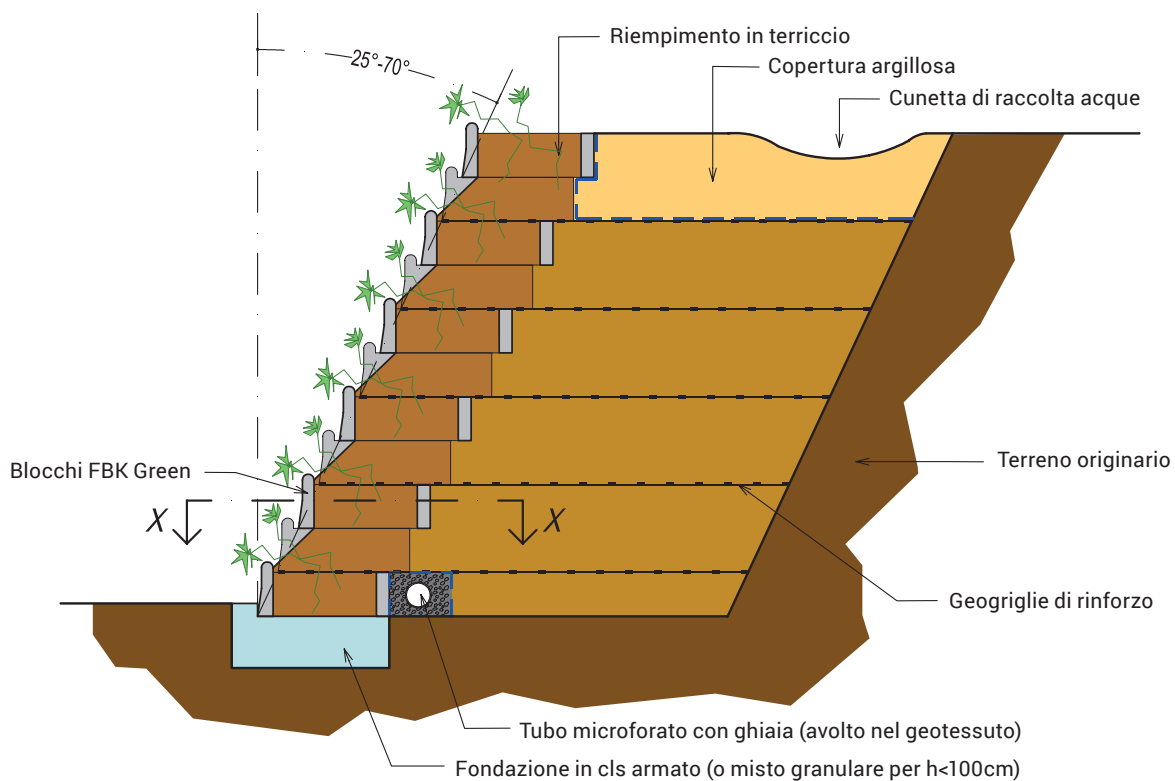 Riempimento in terriccio
25°-70°
Copertura argillosa
Cunetta di raccolta acque
Blocchi FBK Green
Terreno originario
X X
Geogriglie di rinforzo
Tubo microforato con ghiaia (avolto nel geotessuto)
Fondazione in cls armato (o misto granulare per h<100cm)